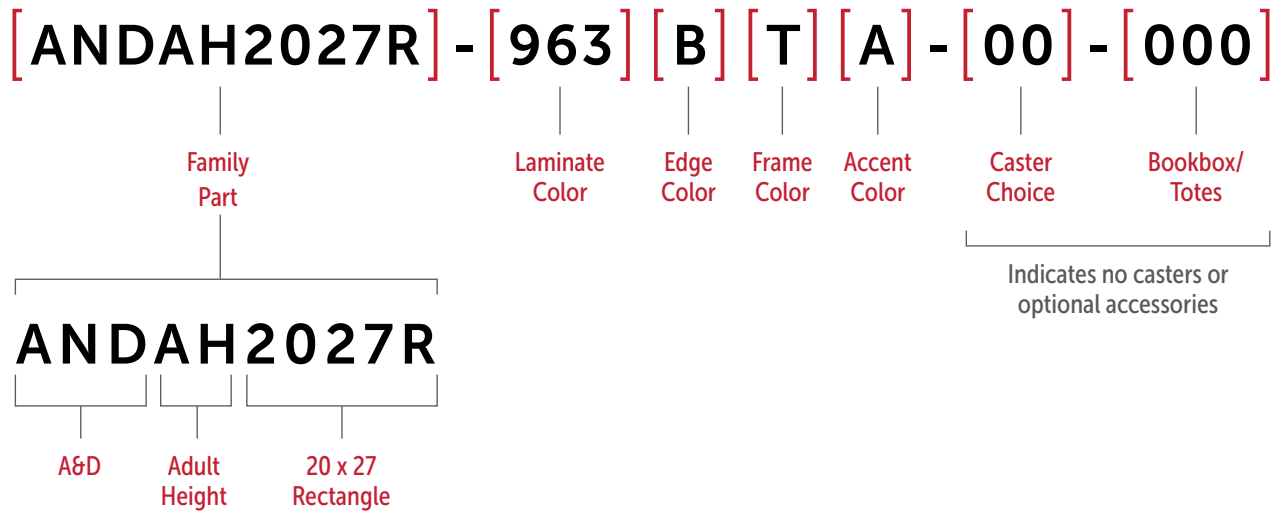 [ANDAH2027R] - [963] [B] [T] [A] - [00] - [000]
Family
Part
Laminate
Color
Edge
Color
Frame
Color
Accent
Color
Caster
Choice
Bookbox/
Totes
Indicates no casters or
optional accessories
ANDAH2027R
A&D
Adult
Height
20 x 27
Rectangle